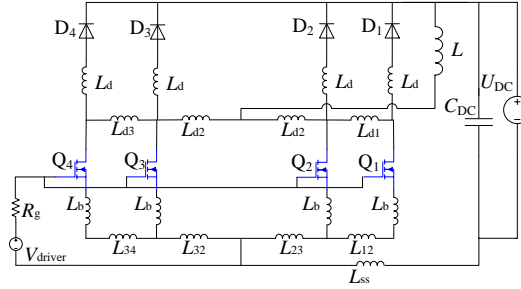 D4 D3 D2 D1
L
Ld Ld Ld Ld
CDC UDC
Ld3 Ld2 Ld2 Ld1
Q4 Q3 Q2 Q1
Rg Lb Lb Lb Lb
L34 L32 L23 L12
Vdriver
Lss